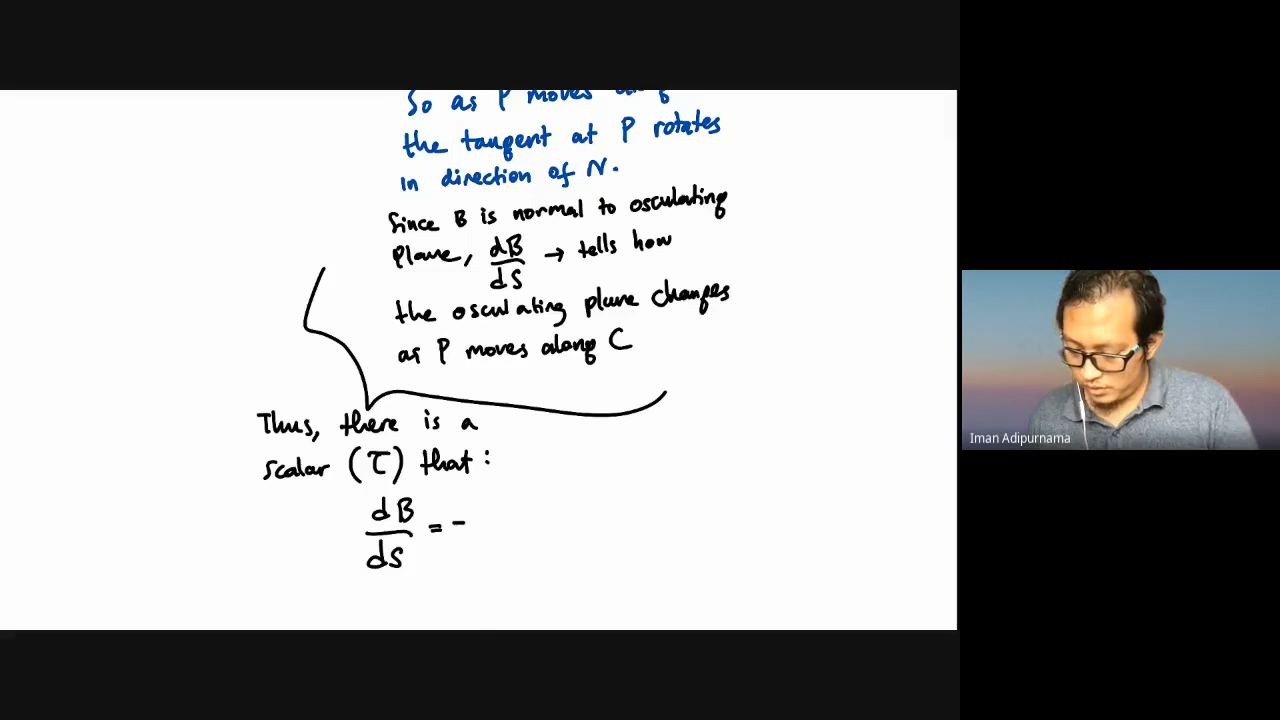 So as P moves along
the tangent at P rotates
in direction of N.
Since B is normal to osculating
plane, dB/dS → tells how
the osculating plane changes
as P moves along C
Thus, there is a
scalar (τ) that:
dB/dS = -
Iman Adipurnama